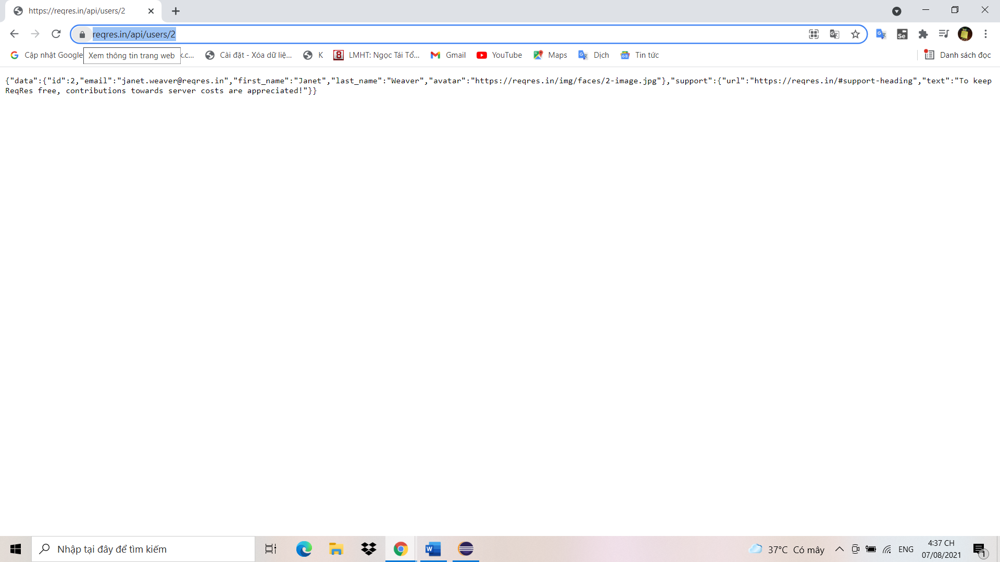 https://reqres.in/api/users/2
reqres.in/api/users/2
Cập nhật Google
Xem thông tin trang web
k.c...
Cài đặt - Xóa dữ liệ...
K
LMHT: Ngọc Tái Tổ...
Gmail
YouTube
Maps
Dịch
Tin tức
Danh sách đọc
{"data":{"id":2,"email":"janet.weaver@reqres.in","first_name":"Janet","last_name":"Weaver","avatar":"https://reqres.in/img/faces/2-image.jpg"},"support":{"url":"https://reqres.in/#support-heading","text":"To keep
ReqRes free, contributions towards server costs are appreciated!"}}
Nhập tại đây để tìm kiếm
37°C Có mây
ENG
4:37 CH
07/08/2021
1